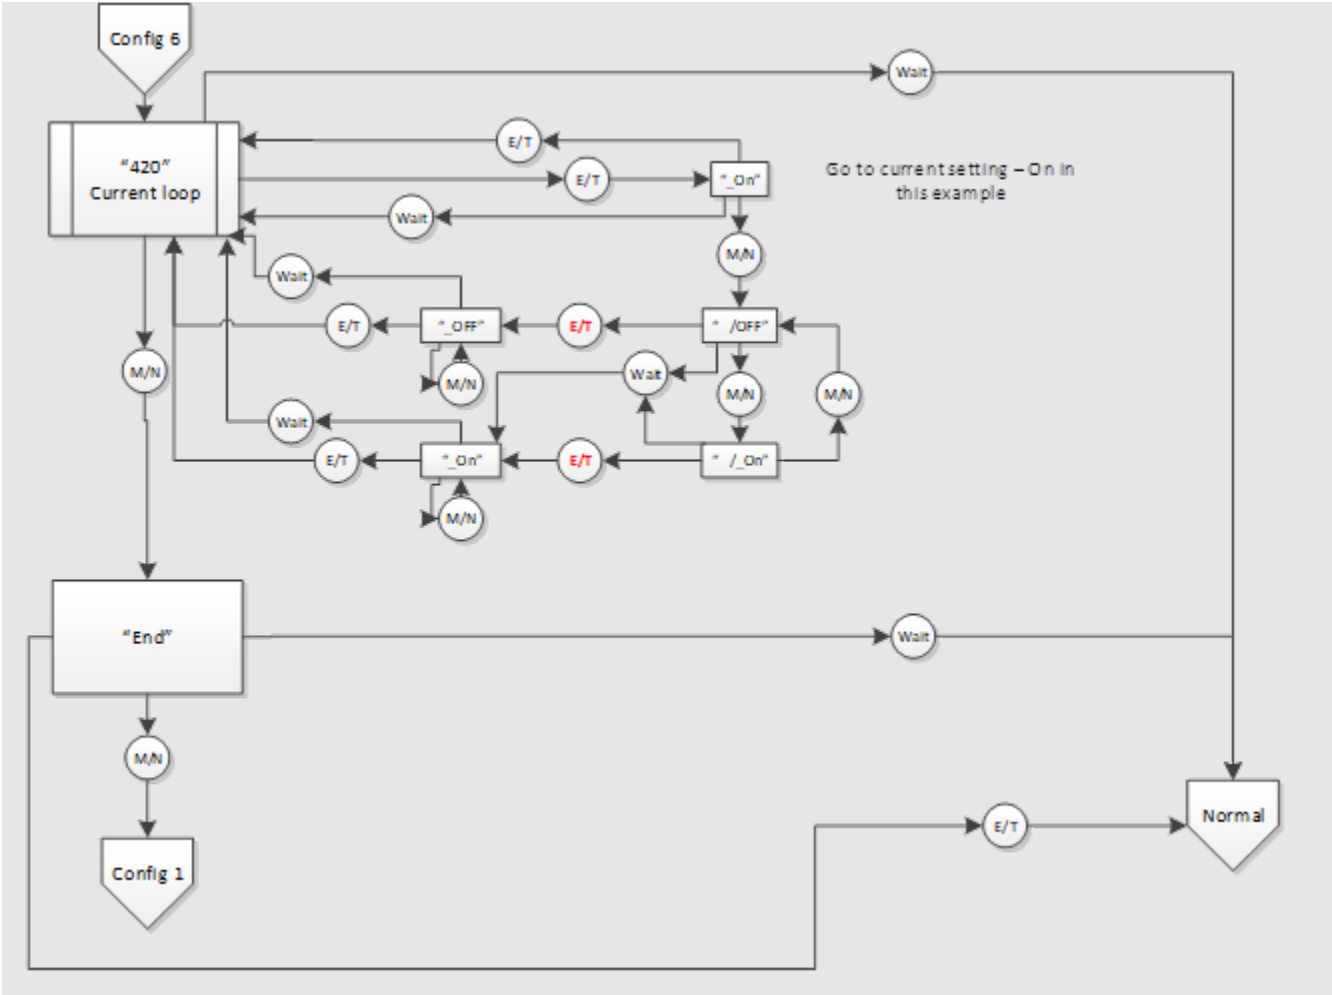 Config 6
Wait
E/T
"420"
Current loop
E/T
"_On"
Go to current setting – On in
this example
Wait
M/N
Wait
E/T
"_OFF"
E/T
"  /OFF"
M/N
Wait
M/N
M/N
M/N
Wait
E/T
"_On"
E/T
"  /_On"
M/N
"End"
Wait
M/N
Normal
E/T
Config 1